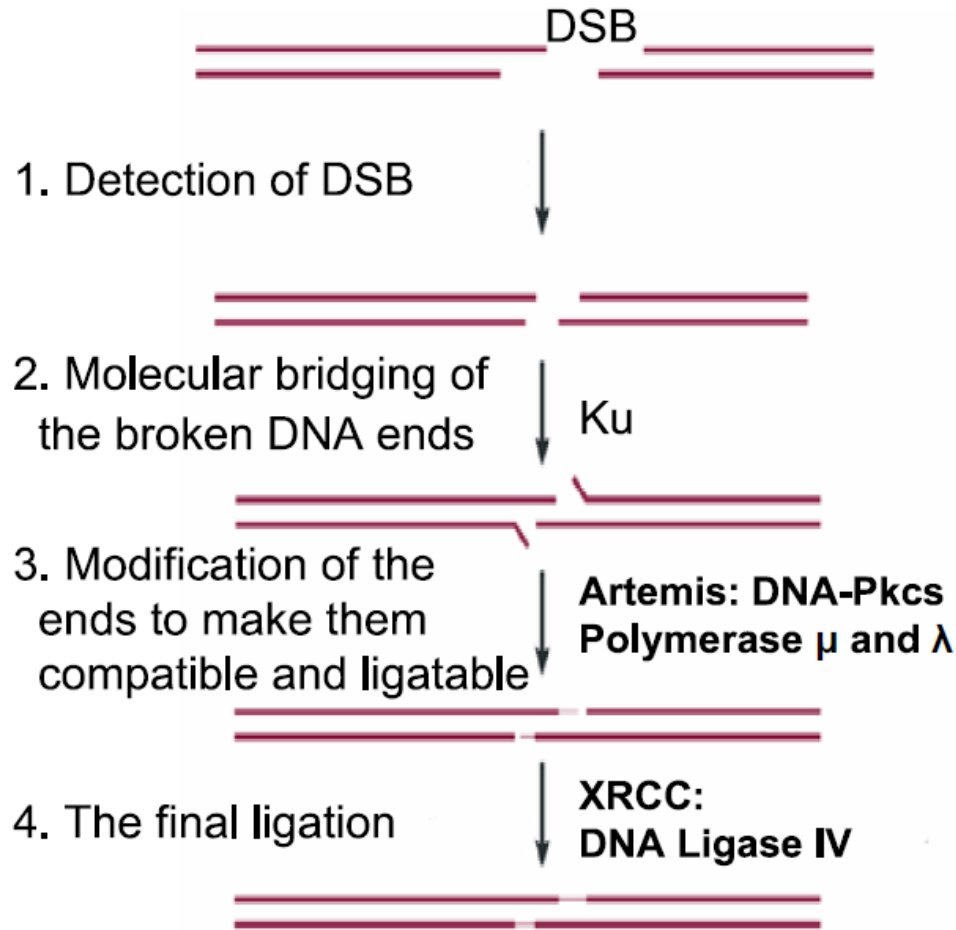 DSB
1. Detection of DSB
2. Molecular bridging of
the broken DNA ends
Ku
3. Modification of the
ends to make them
compatible and ligatable
Artemis: DNA-Pkcs
Polymerase μ and λ
4. The final ligation
XRCC:
DNA Ligase IV